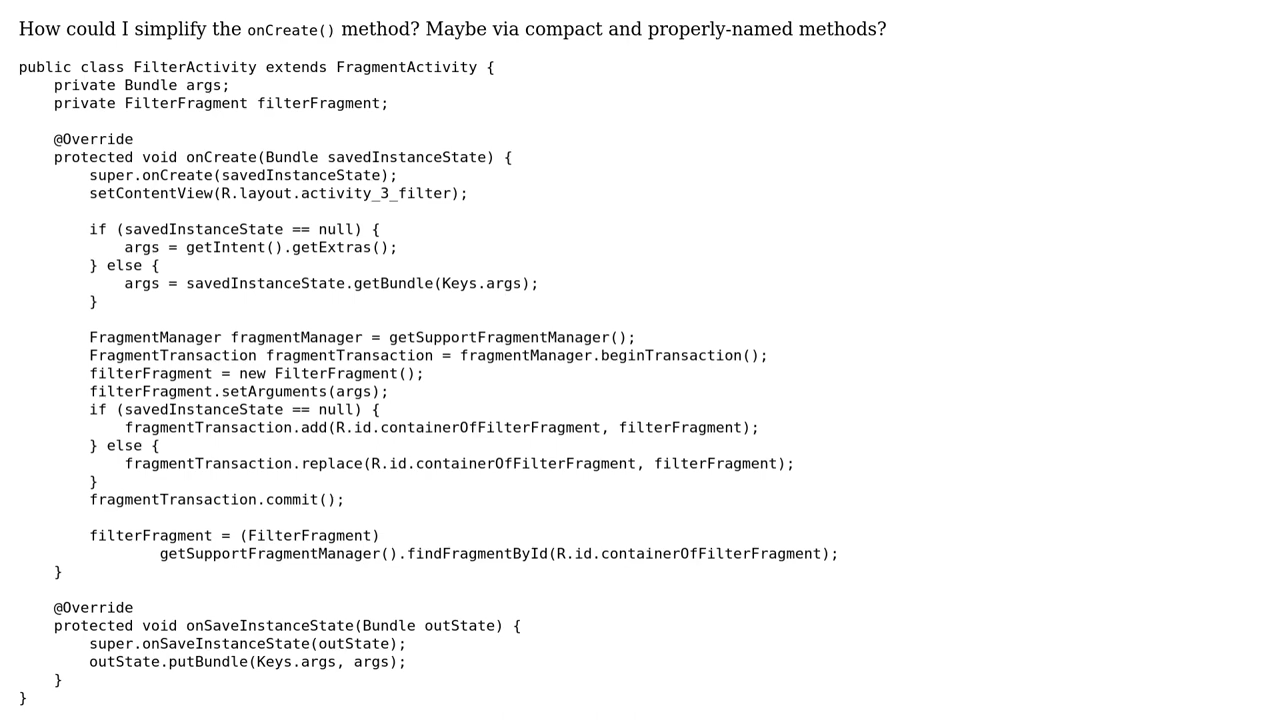 How could I simplify the onCreate() method? Maybe via compact and properly-named methods?
public class FilterActivity extends FragmentActivity {
    private Bundle args;
    private FilterFragment filterFragment;

    @Override
    protected void onCreate(Bundle savedInstanceState) {
        super.onCreate(savedInstanceState);
        setContentView(R.layout.activity_3_filter);

        if (savedInstanceState == null) {
            args = getIntent().getExtras();
        } else {
            args = savedInstanceState.getBundle(Keys.args);
        }

        FragmentManager fragmentManager = getSupportFragmentManager();
        FragmentTransaction fragmentTransaction = fragmentManager.beginTransaction();
        filterFragment = new FilterFragment();
        filterFragment.setArguments(args);
        if (savedInstanceState == null) {
            fragmentTransaction.add(R.id.containerOfFilterFragment, filterFragment);
        } else {
            fragmentTransaction.replace(R.id.containerOfFilterFragment, filterFragment);
        }
        fragmentTransaction.commit();

        filterFragment = (FilterFragment)
                getSupportFragmentManager().findFragmentById(R.id.containerOfFilterFragment);
    }

    @Override
    protected void onSaveInstanceState(Bundle outState) {
        super.onSaveInstanceState(outState);
        outState.putBundle(Keys.args, args);
    }
}